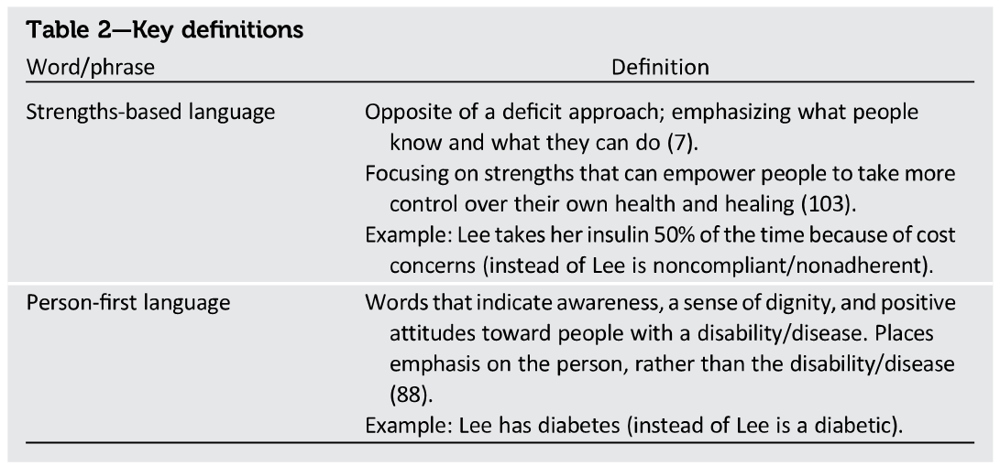 Table 2—Key definitions
Word/phrase Definition
Strengths-based language Opposite of a deficit approach; emphasizing what people
know and what they can do (7).
Focusing on strengths that can empower people to take more
control over their own health and healing (103).
Example: Lee takes her insulin 50% of the time because of cost
concerns (instead of Lee is noncompliant/nonadherent).
Person-first language Words that indicate awareness, a sense of dignity, and positive
attitudes toward people with a disability/disease. Places
emphasis on the person, rather than the disability/disease
(88).
Example: Lee has diabetes (instead of Lee is a diabetic).